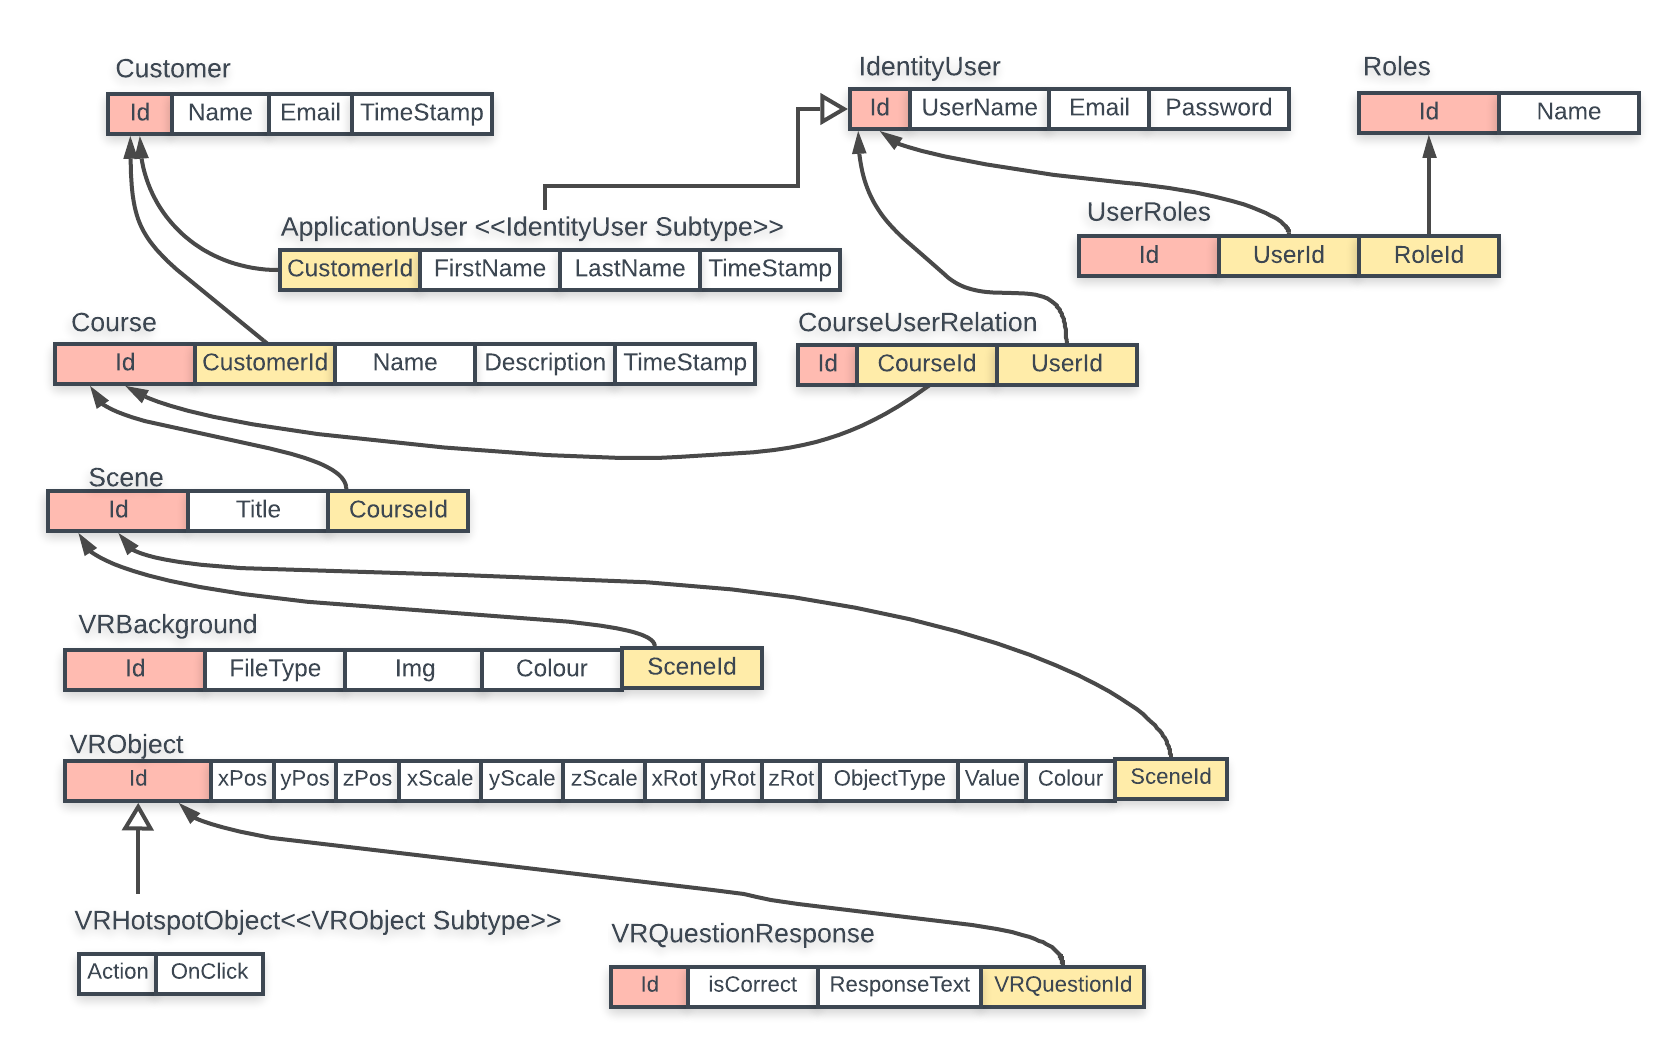 Customer
Id Name Email TimeStamp
IdentityUser
Id UserName Email Password
Roles
Id Name
ApplicationUser <<IdentityUser Subtype>>
CustomerId FirstName LastName TimeStamp
UserRoles
Id UserId RoleId
Course
Id CustomerId Name Description TimeStamp
CourseUserRelation
Id CourseId UserId
Scene
Id Title CourseId
VRBackground
Id FileType Img Colour SceneId
VRObject
Id xPos yPos zPos xScale yScale zScale xRot yRot zRot ObjectType Value Colour SceneId
VRHotspotObject<<VRObject Subtype>>
Action OnClick
VRQuestionResponse
Id isCorrect ResponseText VRQuestionId